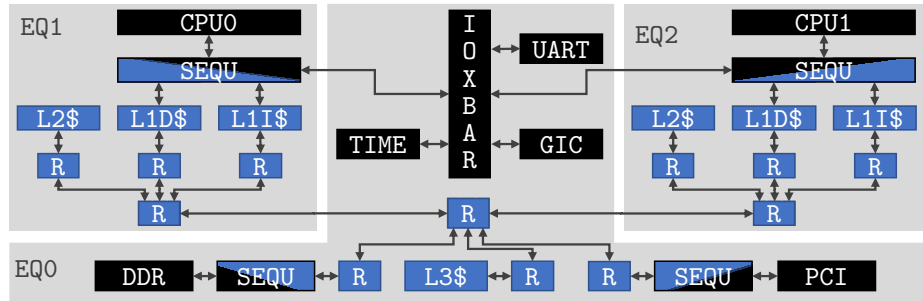 EQ1
CPU0
SEQU
L2$
L1D$
L1I$
R
R
R
R
IOXBAR
UART
TIME
GIC
R
EQ2
CPU1
SEQU
L2$
L1D$
L1I$
R
R
R
R
EQ0
DDR
SEQU
R
L3$
R
R
SEQU
PCI